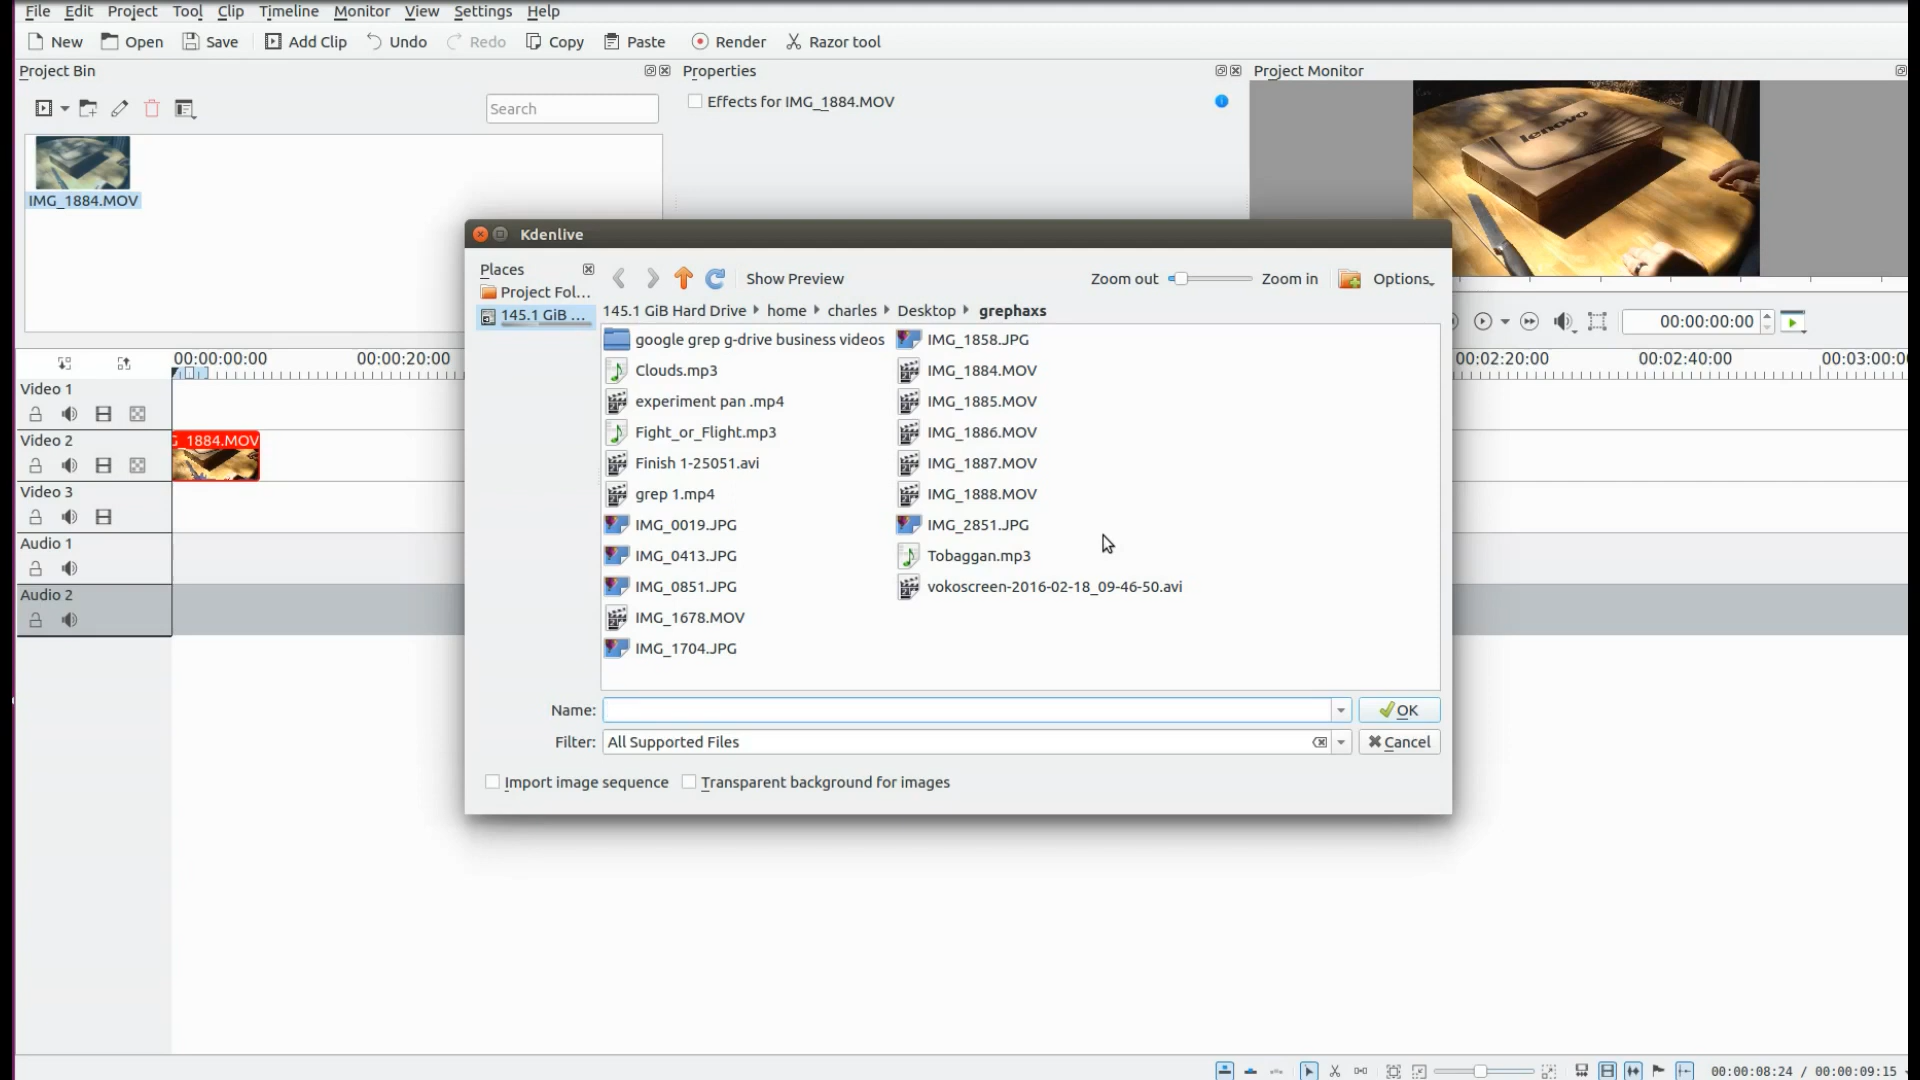 File Edit Project Tool Clip Timeline Monitor View Settings Help
New Open Save Add Clip Undo Redo Copy Paste Render Razor tool
Project Bin Properties Project Monitor
Search
Effects for IMG_1884.MOV
lenovo
IMG_1884.MOV
Kdenlive
Places
Project Fol...
145.1 GiB ...
Show Preview Zoom out Zoom in Options
145.1 GiB Hard Drive home charles Desktop grephaxs
google grep g-drive business videos
Clouds.mp3
experiment pan .mp4
Fight_or_Flight.mp3
Finish 1-25051.avi
grep 1.mp4
IMG_0019.JPG
IMG_0413.JPG
IMG_0851.JPG
IMG_1678.MOV
IMG_1704.JPG
IMG_1858.JPG
IMG_1884.MOV
IMG_1885.MOV
IMG_1886.MOV
IMG_1887.MOV
IMG_1888.MOV
IMG_2851.JPG
Tobaggan.mp3
vokoscreen-2016-02-18_09-46-50.avi
Name: OK
Filter: All Supported Files Cancel
Import image sequence Transparent background for images
00:00:00:00
00:00:00:00 00:00:20:00 00:02:20:00 00:02:40:00 00:03:00:0
Video 1
Video 2
G_1884.MOV
Video 3
Audio 1
Audio 2
00:00:08:24 / 00:00:09:15